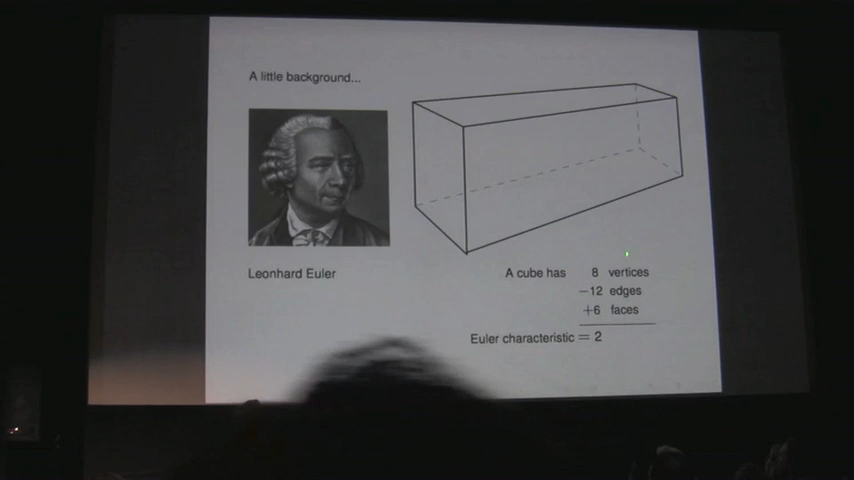 A little background...
Leonhard Euler
A cube has 8 vertices
−12 edges
+6 faces
Euler characteristic = 2